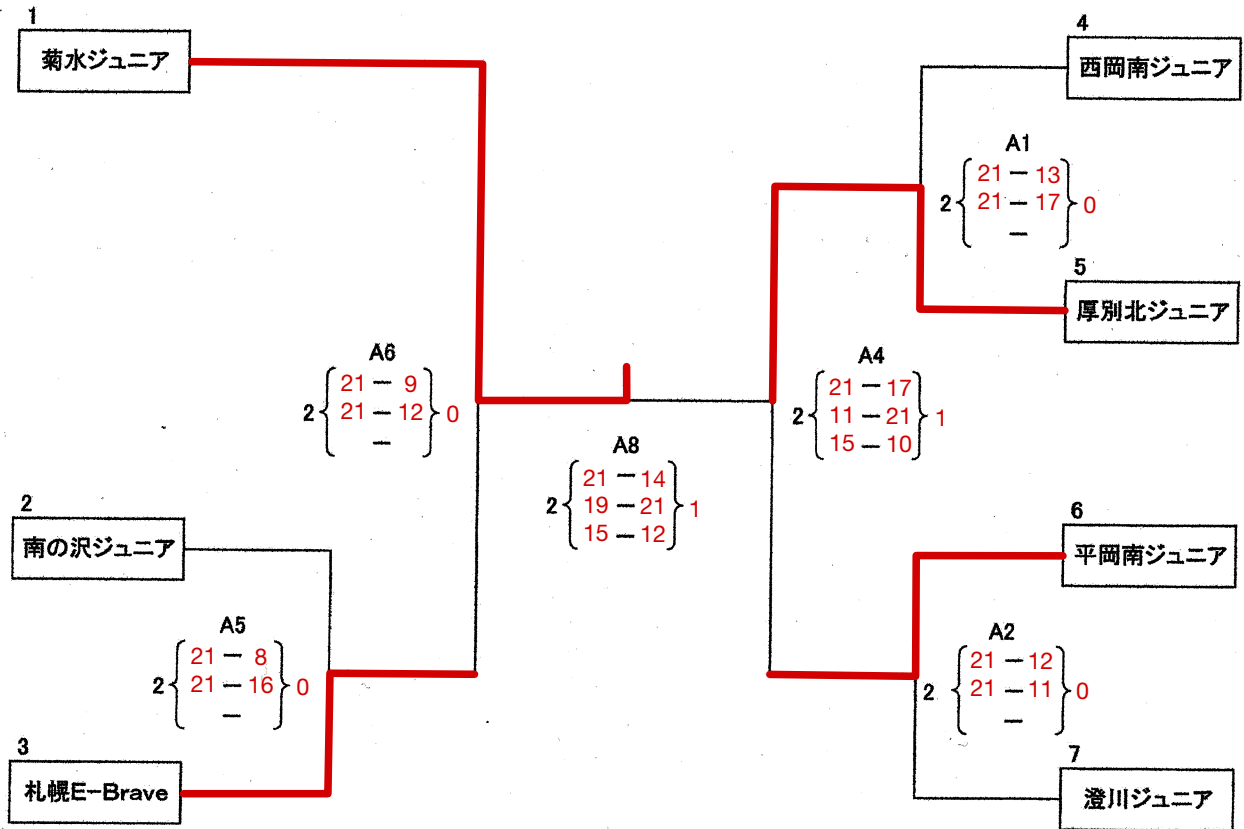 1
菊水ジュニア
4
西岡南ジュニア
A1
21 － 13
2 21 － 17 0
－
5
厚別北ジュニア
A6
21 － 9
2 21 － 12 0
－
A4
21 － 17
2 11 － 21 1
15 － 10
A8
21 － 14
2 19 － 21 1
15 － 12
2
南の沢ジュニア
6
平岡南ジュニア
A5
21 － 8
2 21 － 16 0
－
A2
21 － 12
2 21 － 11 0
－
3
札幌E－Brave
7
澄川ジュニア